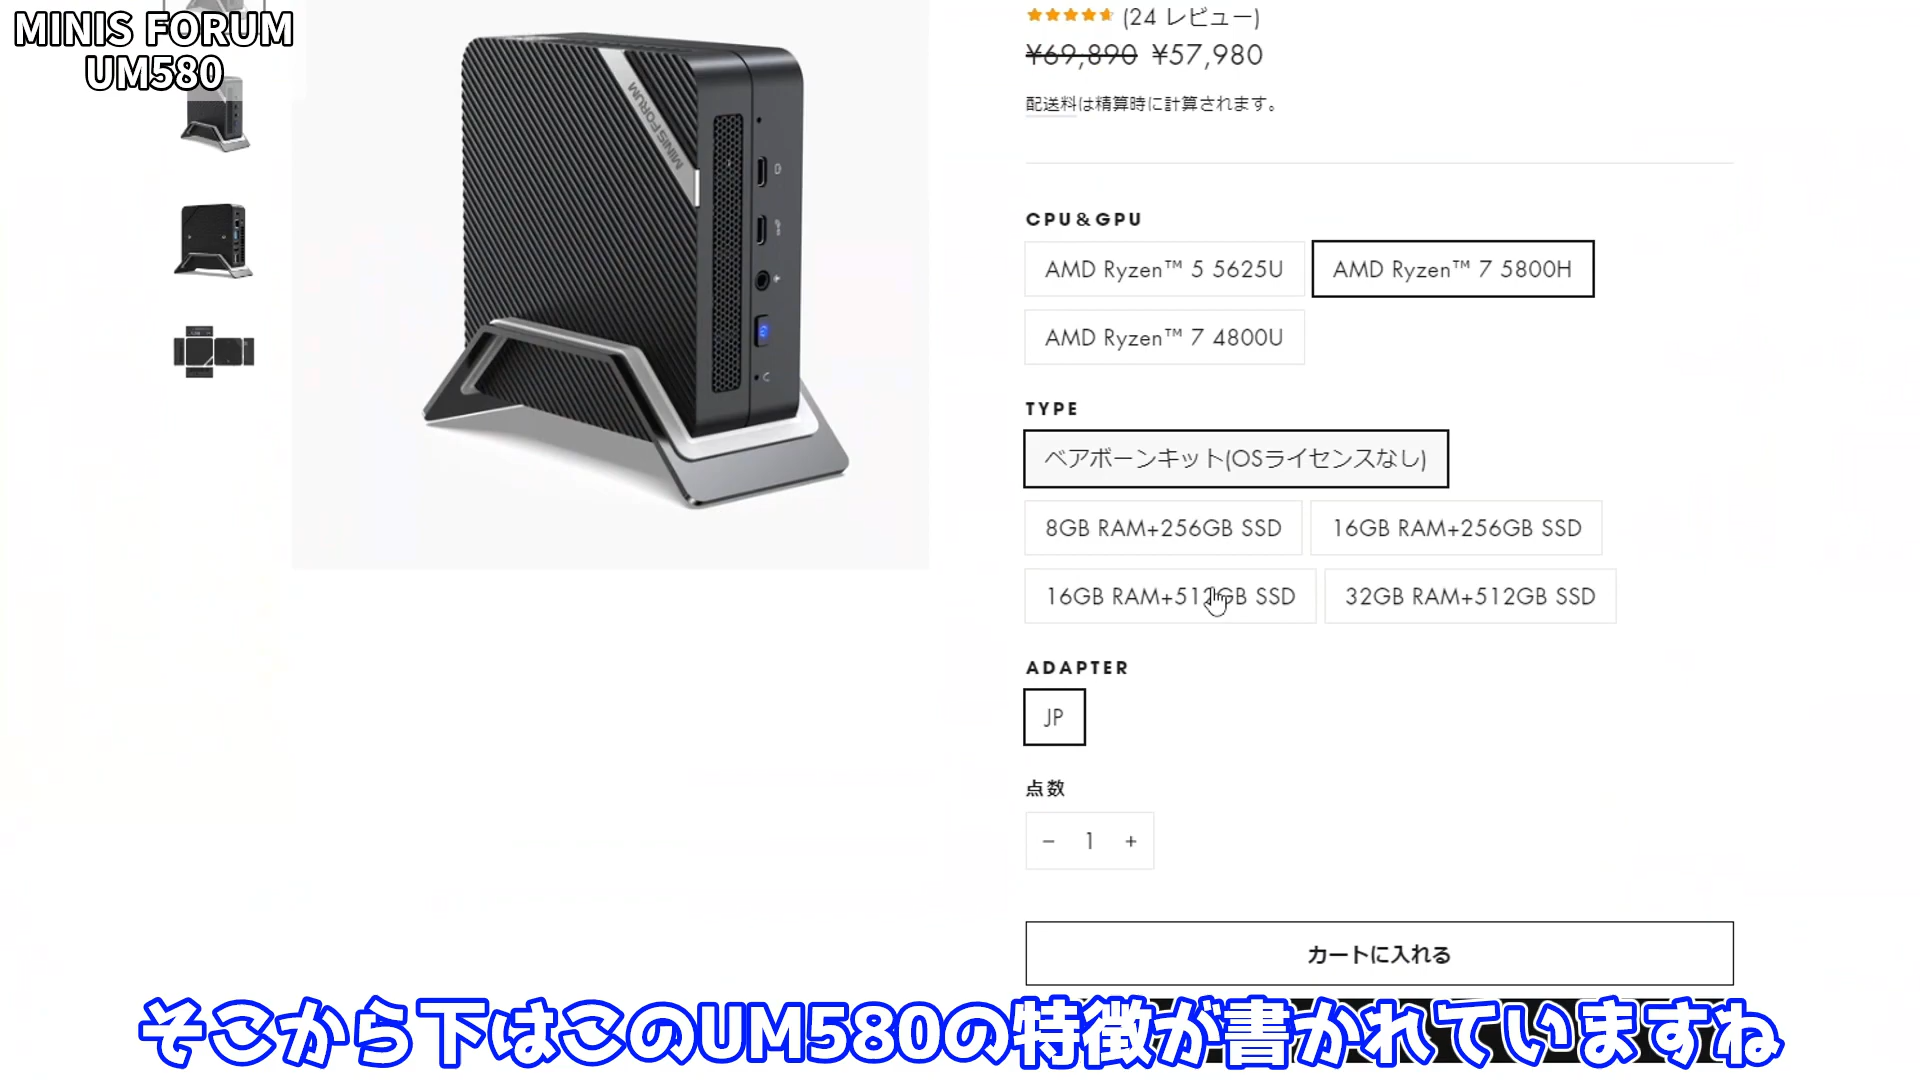 MINIS FORUM
UM580
MINIS FORUM
(24 レビュー)
¥69,890 ¥57,980
配送料は精算時に計算されます。
CPU&GPU
AMD Ryzen™ 5 5625U
AMD Ryzen™ 7 5800H
AMD Ryzen™ 7 4800U
TYPE
ベアボーンキット(OSライセンスなし)
8GB RAM+256GB SSD
16GB RAM+256GB SSD
16GB RAM+512GB SSD
32GB RAM+512GB SSD
ADAPTER
JP
点数
− 1 +
カートに入れる
そこから下はこのUM580の特徴が書かれていますね